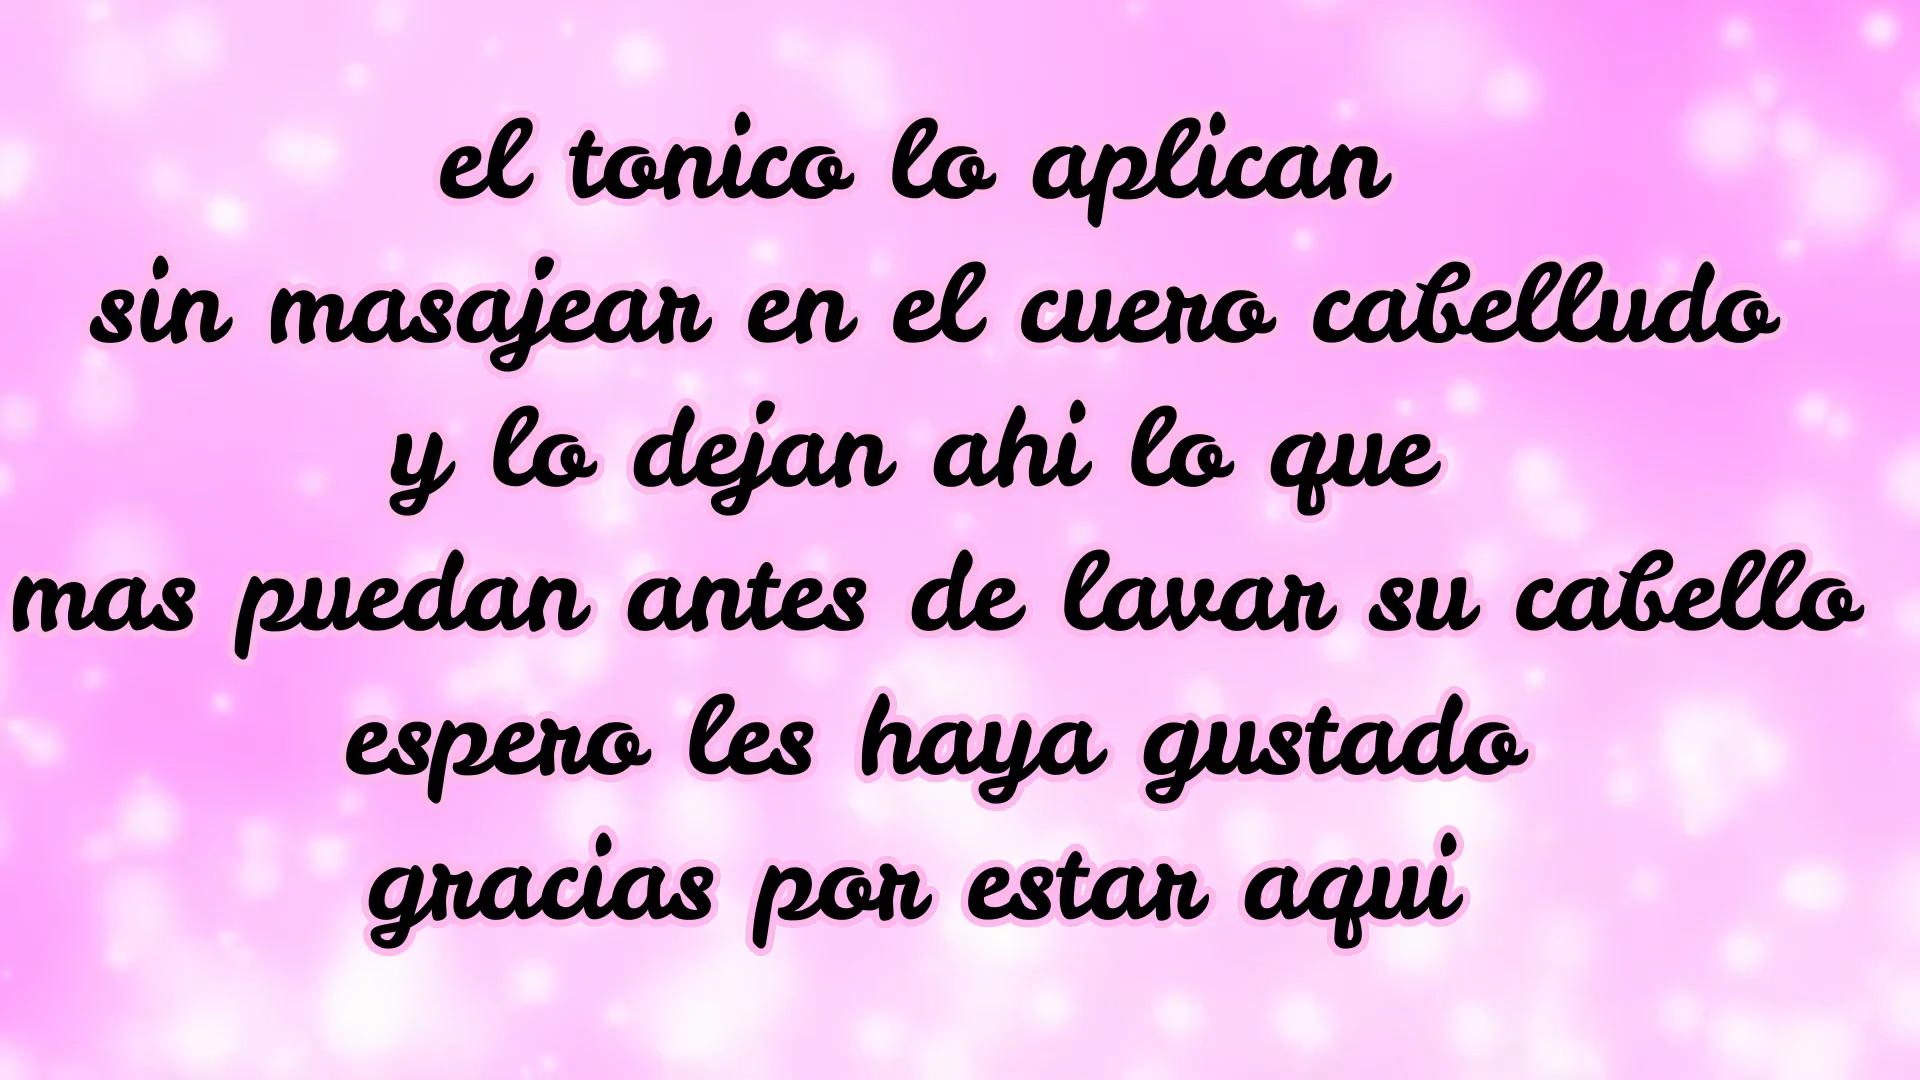 el tonico lo aplican
sin masajear en el cuero cabelludo
y lo dejan ahi lo que
mas puedan antes de lavar su cabello
espero les haya gustado
gracias por estar aqui